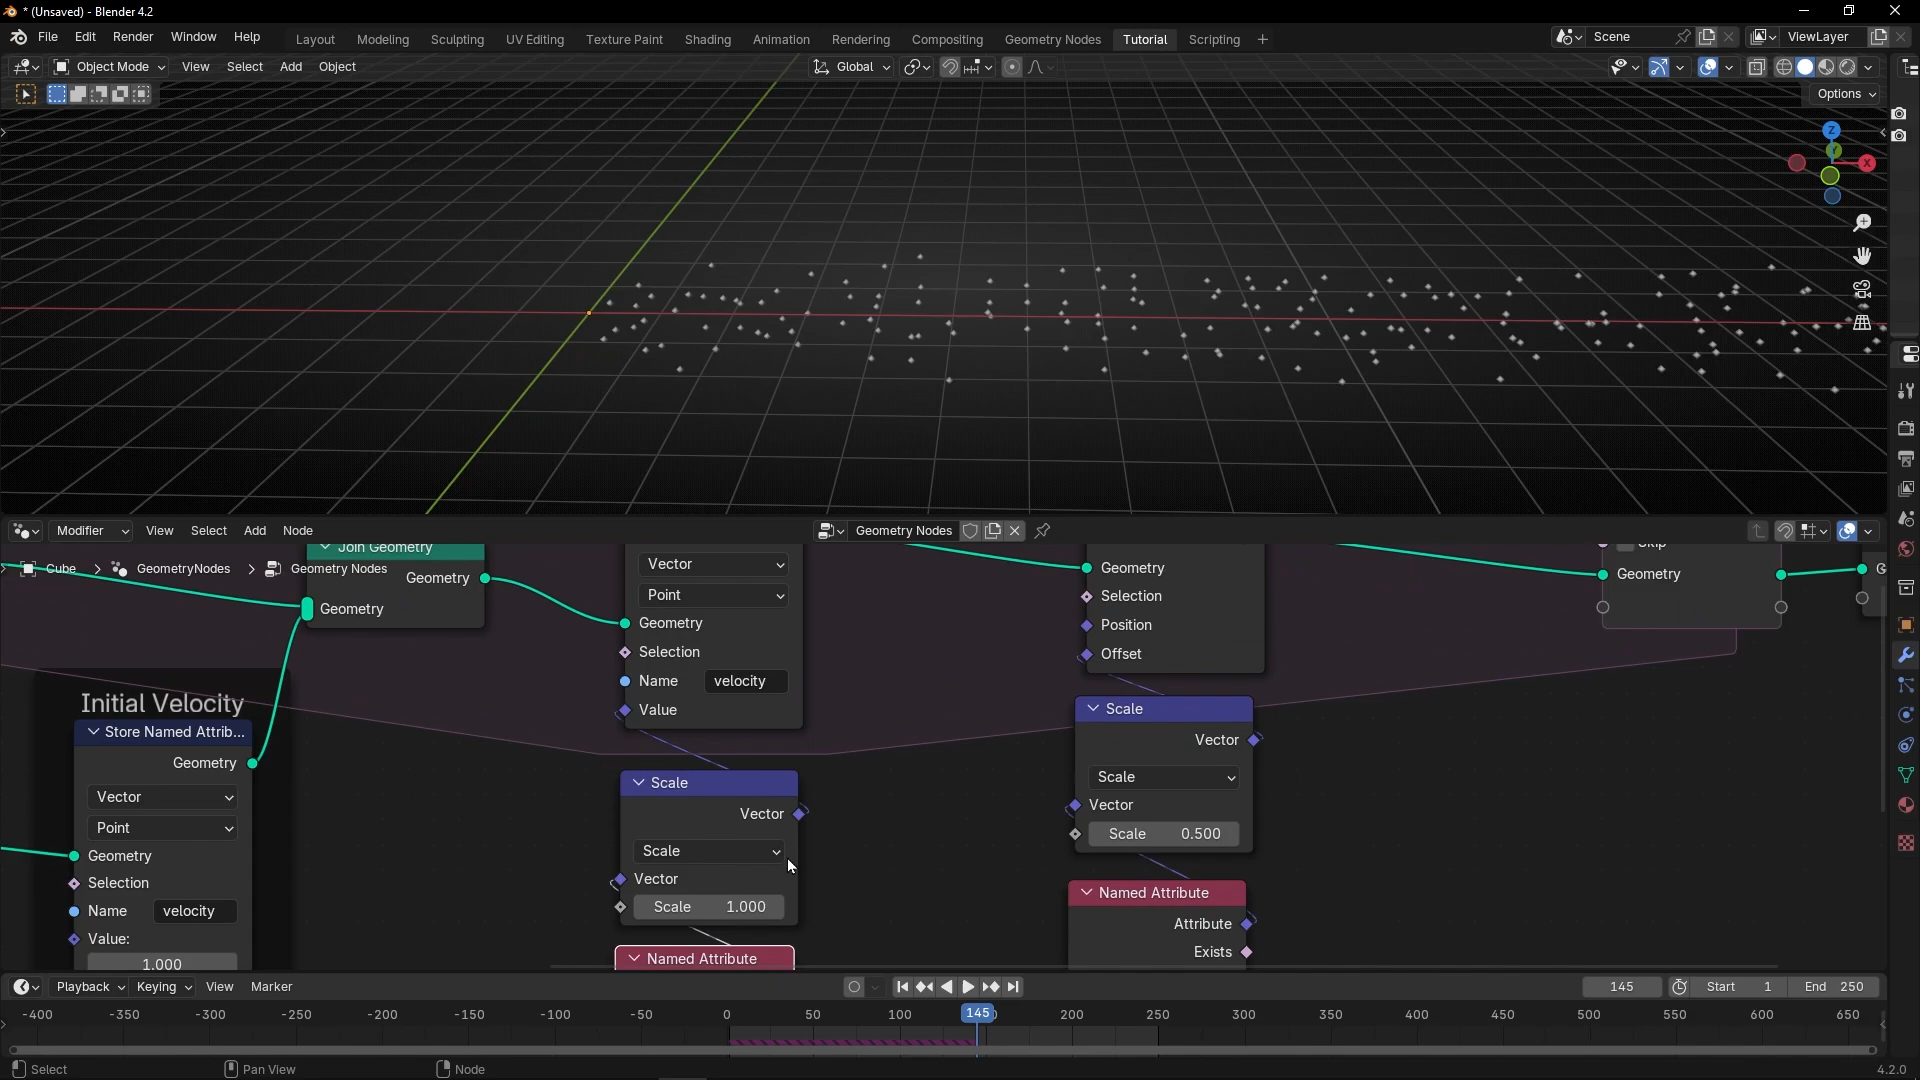 * (Unsaved) - Blender 4.2
File Edit Render Window Help
Layout Modeling Sculpting UV Editing Texture Paint Shading Animation Rendering Compositing Geometry Nodes Tutorial Scripting +
Scene
ViewLayer
Object Mode View Select Add Object
Global
Options
Z
X
Modifier View Select Add Node
Geometry Nodes
Cube > GeometryNodes > Geometry Nodes
Join Geometry
Geometry
Geometry
Vector
Point
Geometry
Selection
Name velocity
Value
Geometry
Selection
Position
Offset
Skip
Geometry
Initial Velocity
Store Named Attrib...
Geometry
Vector
Point
Geometry
Selection
Name velocity
Value:
1.000
Scale
Vector
Scale
Vector
Scale 1.000
Named Attribute
Scale
Vector
Scale
Vector
Scale 0.500
Named Attribute
Attribute
Exists
Playback Keying View Marker
145
Start 1
End 250
-400 -350 -300 -250 -200 -150 -100 -50 0 50 100 145 200 250 300 350 400 450 500 550 600 650
Select
Pan View
Node
4.2.0